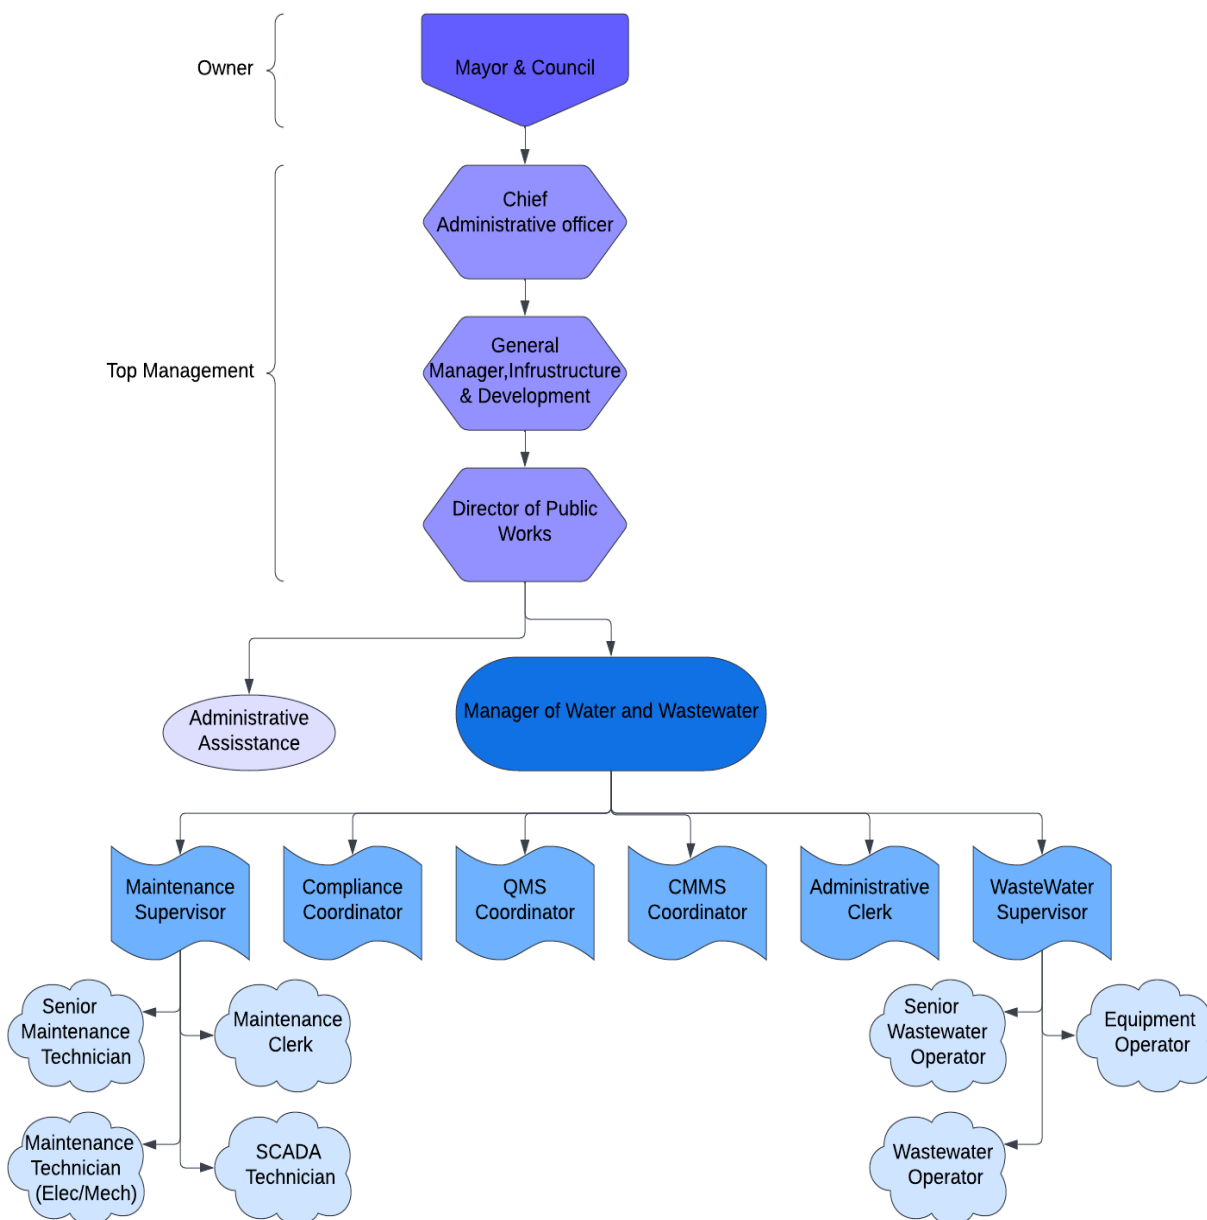 Owner
Mayor & Council
Chief
Administrative officer
Top Management
General
Manager,Infrustructure
& Development
Director of Public
Works
Administrative
Assisstance
Manager of Water and Wastewater
Maintenance
Supervisor
Compliance
Coordinator
QMS
Coordinator
CMMS
Coordinator
Administrative
Clerk
WasteWater
Supervisor
Senior
Maintenance
Technician
Maintenance
Clerk
Senior
Wastewater
Operator
Equipment
Operator
Maintenance
Technician
(Elec/Mech)
SCADA
Technician
Wastewater
Operator